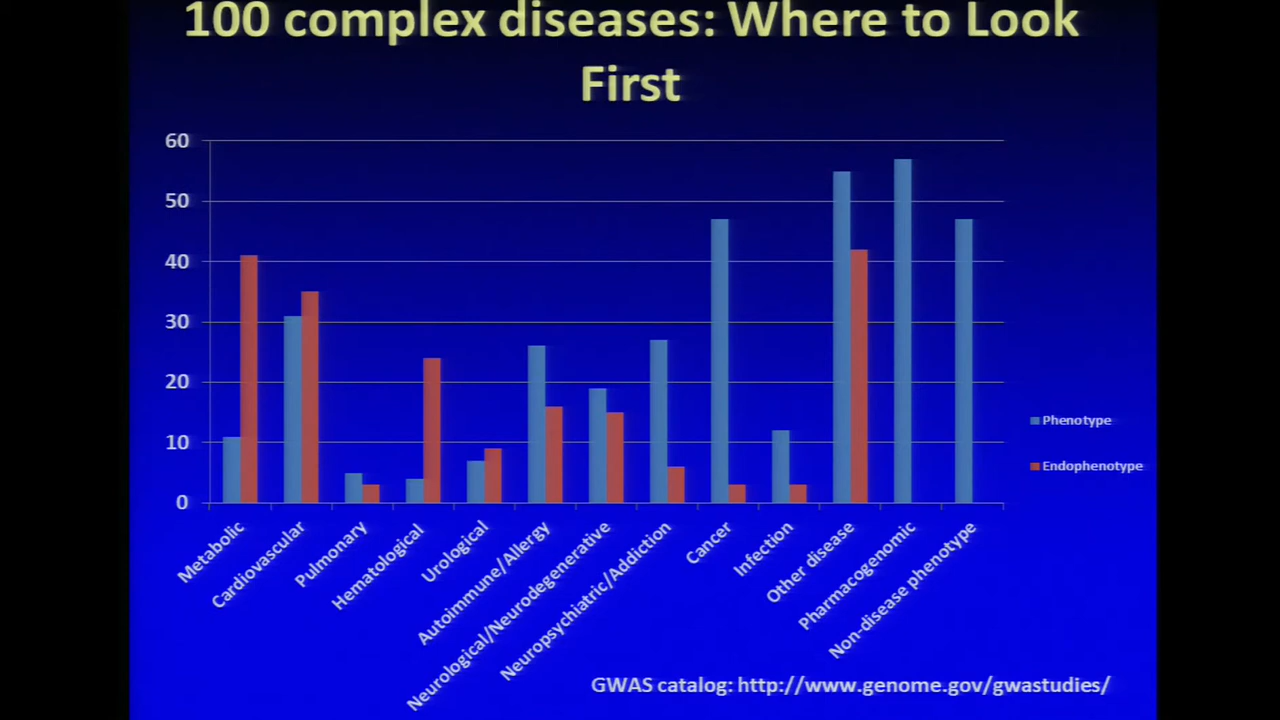 100 complex diseases: Where to Look
First
60
50
40
30
20
10
0
Phenotype
Endophenotype
Metabolic
Cardiovascular
Pulmonary
Hematological
Urological
Autoimmune/Allergy
Neurological/Neurodegenerative
Neuropsychiatric/Addiction
Cancer
Infection
Other disease
Pharmacogenomic
Non-disease phenotype
GWAS catalog: http://www.genome.gov/gwastudies/